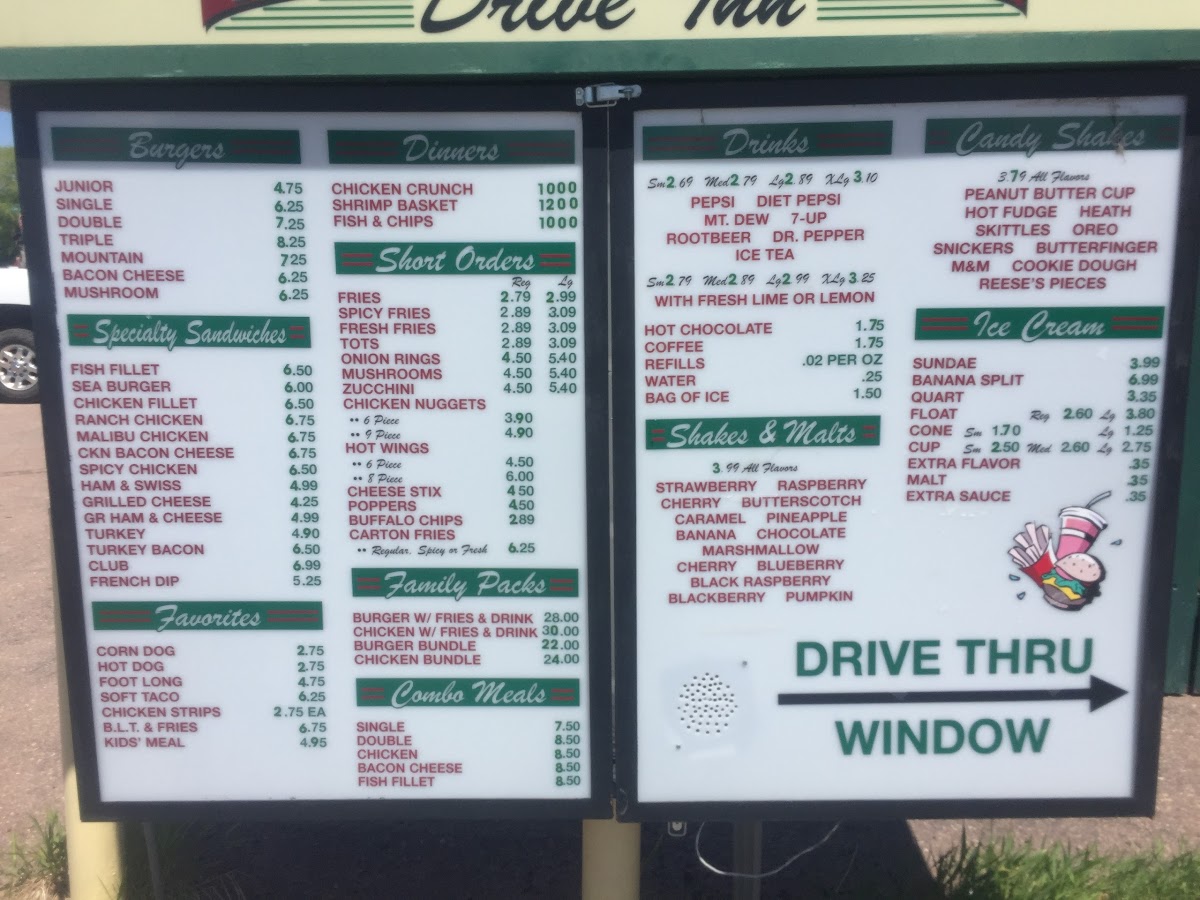 Drive Inn
Burgers
JUNIOR 4.75
SINGLE 6.25
DOUBLE 7.25
TRIPLE 8.25
MOUNTAIN 725
BACON CHEESE 6.25
MUSHROOM 6.25
Specialty Sandwiches
FISH FILLET 6.50
SEA BURGER 6.00
CHICKEN FILLET 6.50
RANCH CHICKEN 6.75
MALIBU CHICKEN 6.75
CKN BACON CHEESE 6.75
SPICY CHICKEN 6.50
HAM & SWISS 4.99
GRILLED CHEESE 4.25
GR HAM & CHEESE 4.99
TURKEY 4.90
TURKEY BACON 6.50
CLUB 6.99
FRENCH DIP 5.25
Favorites
CORN DOG 2.75
HOT DOG 2.75
FOOT LONG 4.75
SOFT TACO 6.25
CHICKEN STRIPS 2.75 EA
B.L.T. & FRIES 6.75
KIDS' MEAL 4.95
Dinners
CHICKEN CRUNCH 1000
SHRIMP BASKET 1200
FISH & CHIPS 1000
Short Orders
Reg Lg
FRIES 2.79 2.99
SPICY FRIES 2.89 3.09
FRESH FRIES 2.89 3.09
TOTS 2.89 3.09
ONION RINGS 4.50 5.40
MUSHROOMS 4.50 5.40
ZUCCHINI 4.50 5.40
CHICKEN NUGGETS
•• 6 Piece 3.90
•• 9 Piece 4.90
HOT WINGS
•• 6 Piece 4.50
•• 8 Piece 6.00
CHEESE STIX 450
POPPERS 450
BUFFALO CHIPS 289
CARTON FRIES
•• Regular, Spicy or Fresh 6.25
Family Packs
BURGER W/ FRIES & DRINK 28.00
CHICKEN W/ FRIES & DRINK 30.00
BURGER BUNDLE 22.00
CHICKEN BUNDLE 24.00
Combo Meals
SINGLE 7.50
DOUBLE 8.50
CHICKEN 8.50
BACON CHEESE 8.50
FISH FILLET 8.50
Drinks
Sm 2.69 Med 2 79 Lg 2. 89 XLg 3.10
PEPSI DIET PEPSI
MT. DEW 7-UP
ROOTBEER DR. PEPPER
ICE TEA
Sm 2 79 Med 2 89 Lg 2 99 XLg 3.25
WITH FRESH LIME OR LEMON
HOT CHOCOLATE 1.75
COFFEE 1.75
REFILLS .02 PER OZ
WATER .25
BAG OF ICE 1.50
Shakes & Malts
3.99 All Flavors
STRAWBERRY RASPBERRY
CHERRY BUTTERSCOTCH
CARAMEL PINEAPPLE
BANANA CHOCOLATE
MARSHMALLOW
CHERRY BLUEBERRY
BLACK RASPBERRY
BLACKBERRY PUMPKIN
Candy Shakes
3.79 All Flavors
PEANUT BUTTER CUP
HOT FUDGE HEATH
SKITTLES OREO
SNICKERS BUTTERFINGER
M&M COOKIE DOUGH
REESE'S PIECES
Ice Cream
SUNDAE 3.99
BANANA SPLIT 6.99
QUART 3.35
FLOAT Reg 2.60 Lg 3.80
CONE Sm 1.70 Lg 1.25
CUP Sm 2.50 Med 2.60 Lg 2.75
EXTRA FLAVOR .35
MALT .35
EXTRA SAUCE .35
DRIVE THRU
WINDOW